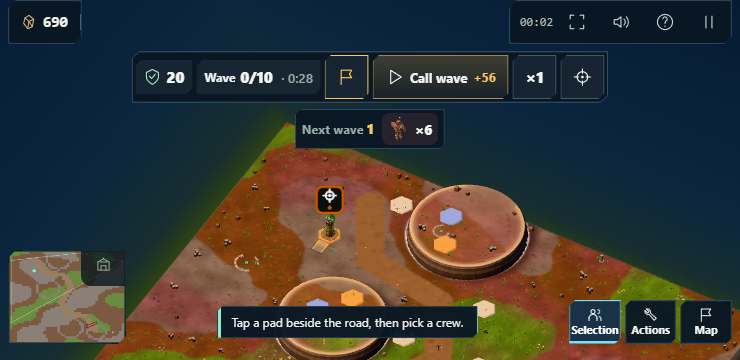 690
00:02
20
Wave 0/10 · 0:28
Call wave +56
×1
Next wave 1
×6
Tap a pad beside the road, then pick a crew.
Selection
Actions
Map